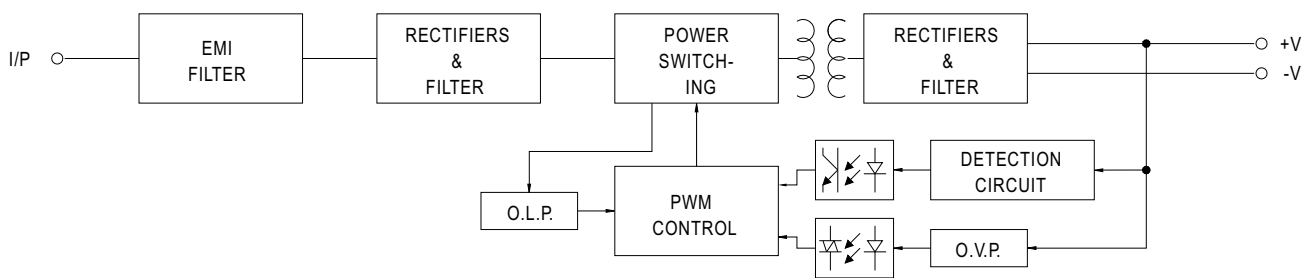 I/P
EMI
FILTER
RECTIFIERS
&
FILTER
POWER
SWITCH-
ING
RECTIFIERS
&
FILTER
+V
-V
O.L.P.
PWM
CONTROL
DETECTION
CIRCUIT
O.V.P.